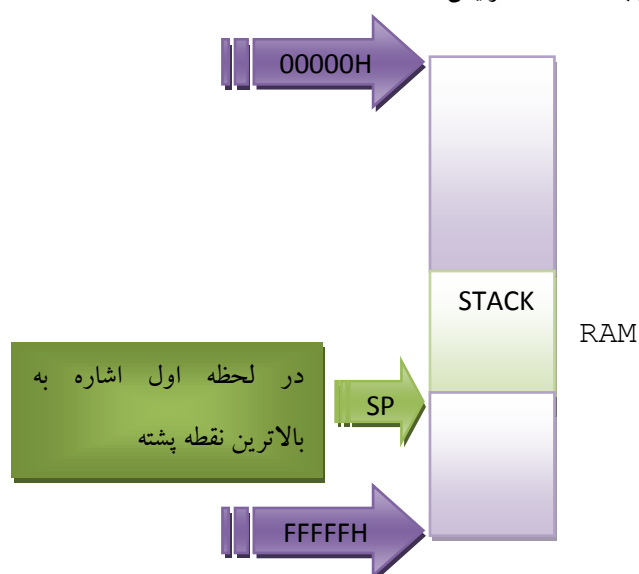 00000H
STACK
RAM
در لحظه اول اشاره به
بالاترین نقطه پشته
SP
FFFFFH